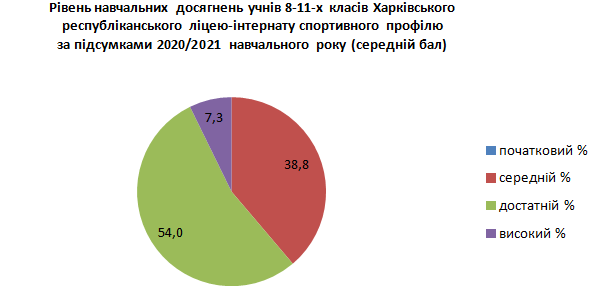 Рівень навчальних досягнень учнів 8-11-х класів Харківського
республіканського ліцею-інтернату спортивного профілю
за підсумками 2020/2021 навчального року (середній бал)
7,3
38,8
54,0
початковий %
середній %
достатній %
високий %